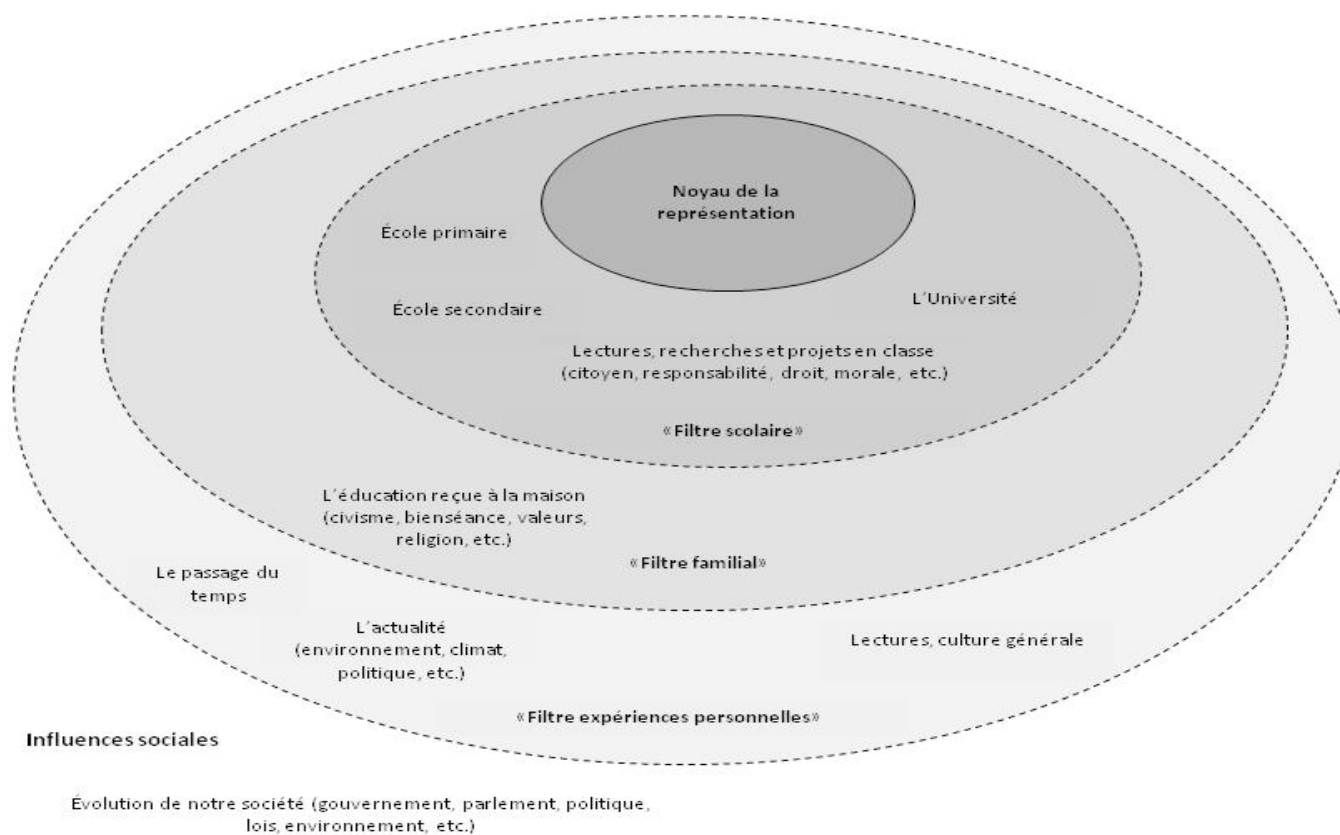 Noyau de la
représentation
École primaire
École secondaire
L'Université
Lectures, recherches et projets en classe
(citoyen, responsabilité, droit, morale, etc.)
«Filtre scolaire»
L'éducation reçue à la maison
(civisme, bienséance, valeurs,
religion, etc.)
«Filtre familial»
Le passage du
temps
L'actualité
(environnement, climat,
politique, etc.)
Lectures, culture générale
«Filtre expériences personnelles»
Influences sociales
Évolution de notre société (gouvernement, parlement, politique,
lois, environnement, etc.)